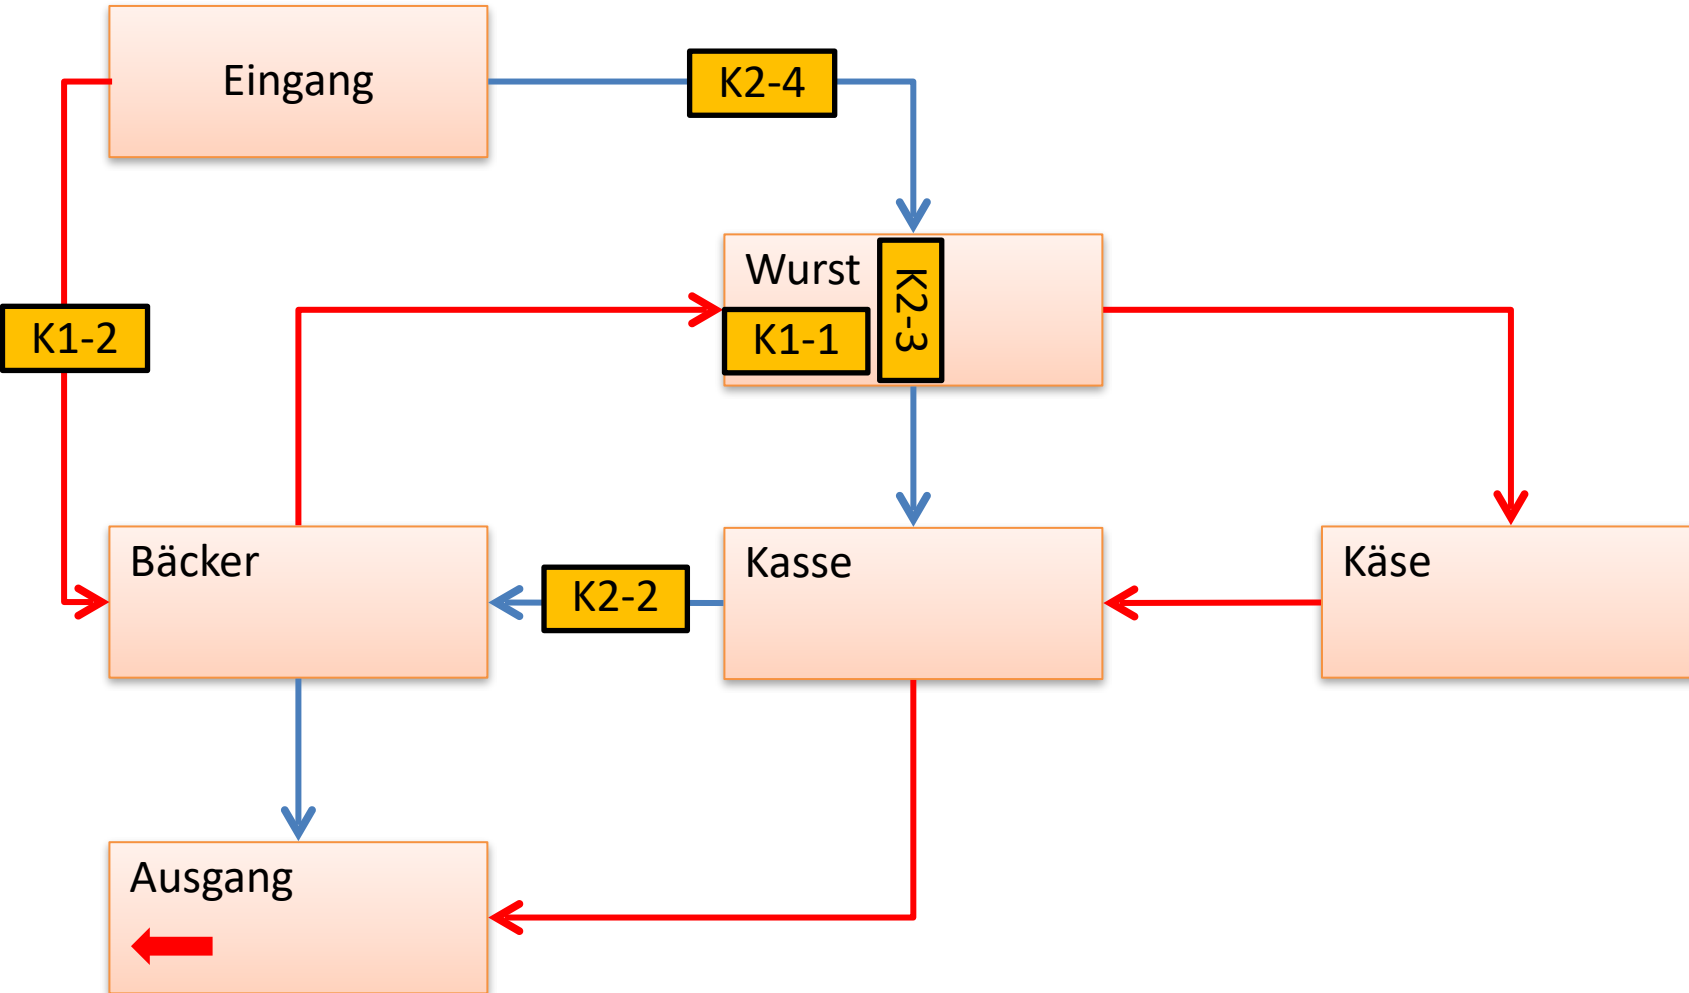 Eingang
K2-4
Wurst
K2-3
K1-1
K1-2
Bäcker
K2-2
Kasse
Käse
Ausgang